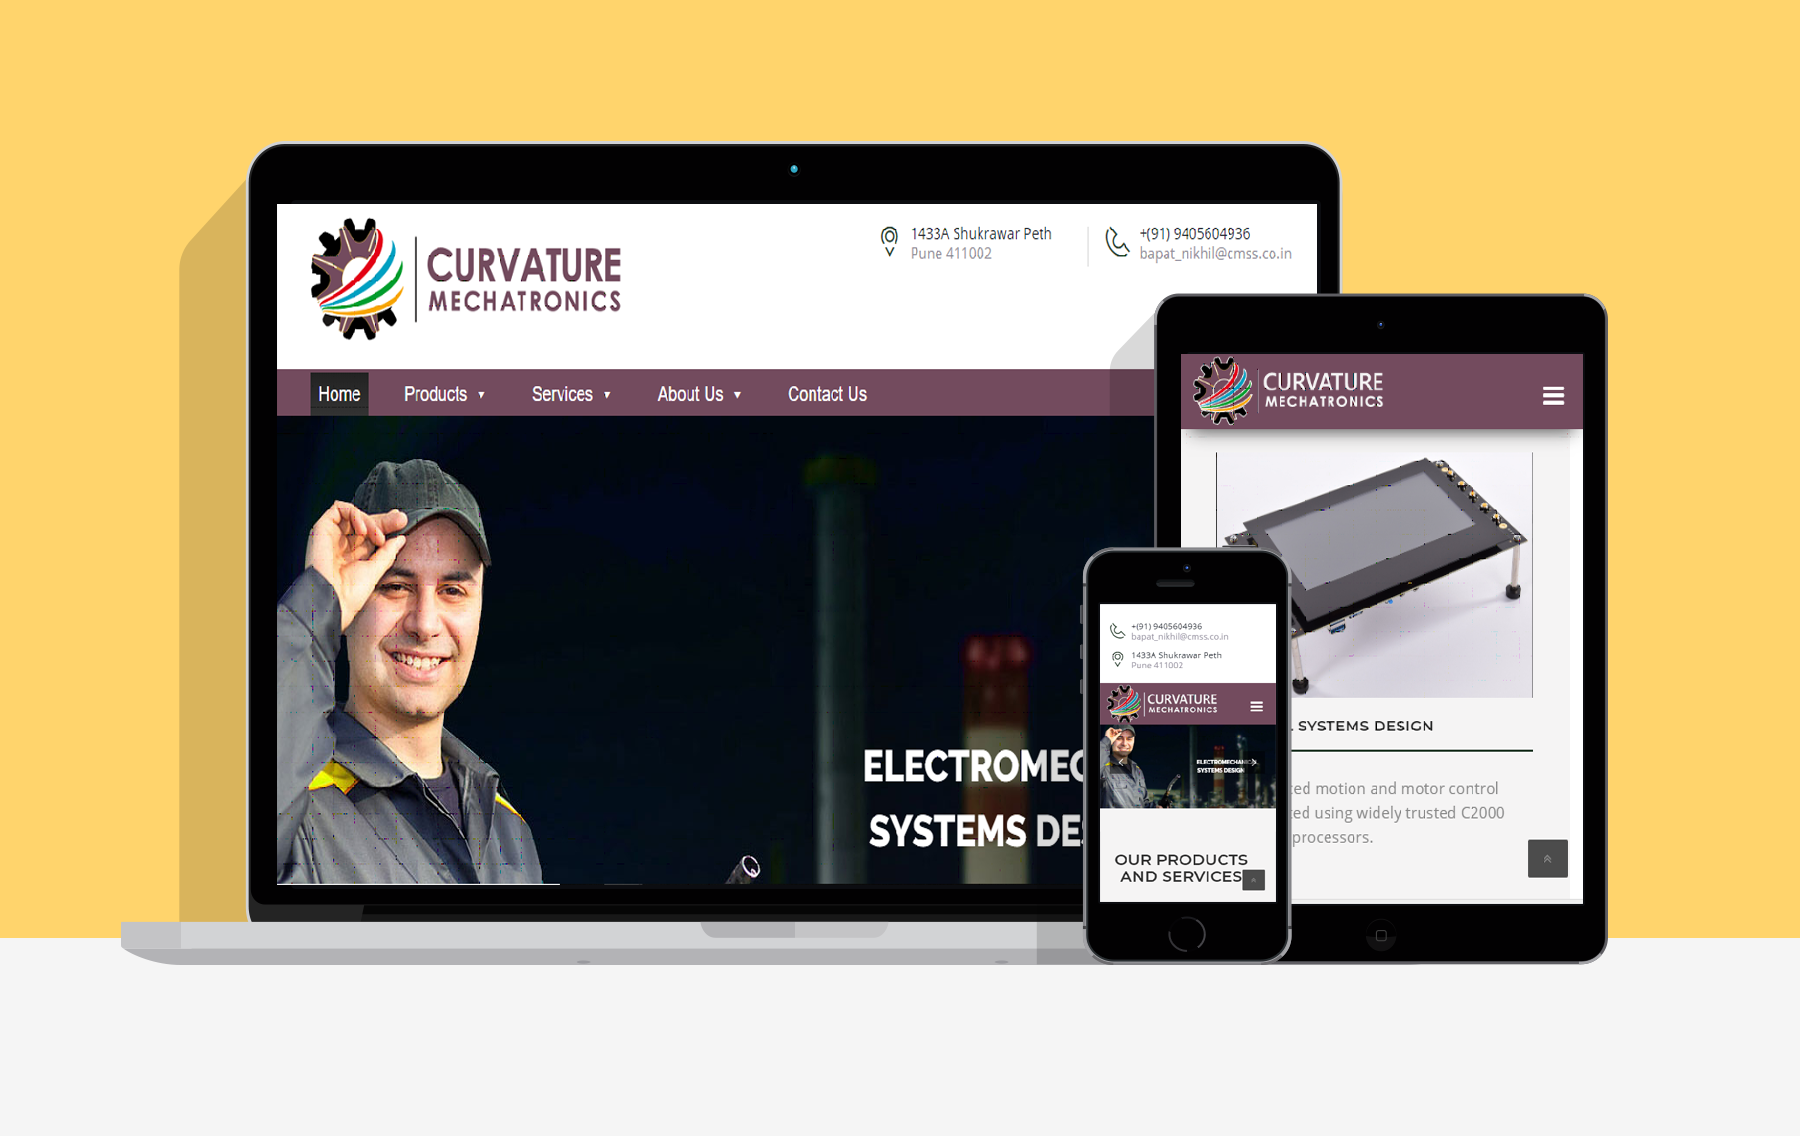 CURVATURE
MECHATRONICS
1433A Shukrawar Peth
Pune 411002
+(91) 9405604936
bapat_nikhil@cmss.co.in
Home Products Services About Us Contact Us
ELECTROMEC
SYSTEMS DE
CURVATURE
MECHATRONICS
SYSTEMS DESIGN
motion and motor control
using widely trusted C2000
processors.
+(91) 9405604936
bapat_nikhil@cmss.co.in
1433A Shukrawar Peth
Pune 411002
CURVATURE
MECHATRONICS
ELECTROMECHANICAL
SYSTEMS DESIGN
OUR PRODUCTS
AND SERVICES